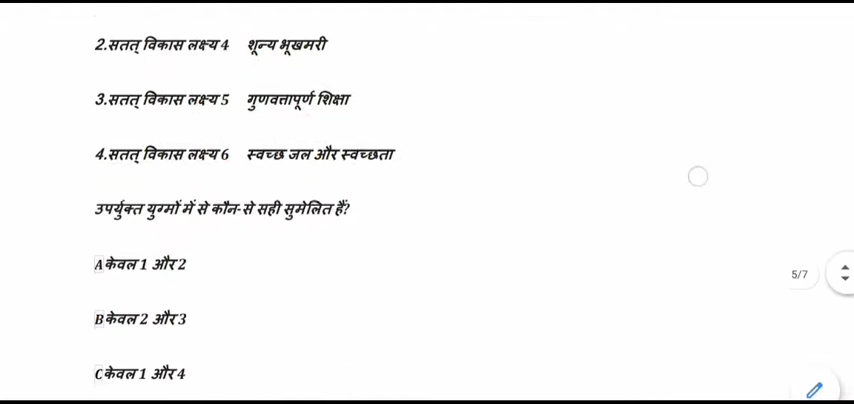 2.सतत् विकास लक्ष्य 4 शून्य भूखमरी
3.सतत् विकास लक्ष्य 5 गुणवत्तापूर्ण शिक्षा
4.सतत् विकास लक्ष्य 6 स्वच्छ जल और स्वच्छता
उपर्युक्त युग्मों में से कौन-से सही सुमेलित हैं?
A केवल 1 और 2
5/7
B केवल 2 और 3
C केवल 1 और 4